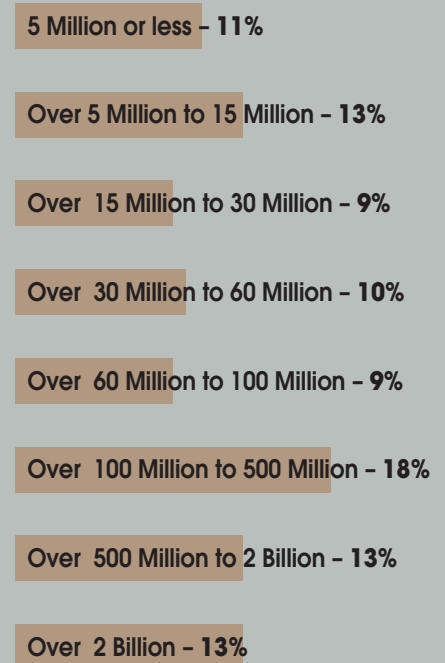 5 Million or less – 11%
Over 5 Million to 15 Million – 13%
Over 15 Million to 30 Million – 9%
Over 30 Million to 60 Million – 10%
Over 60 Million to 100 Million – 9%
Over 100 Million to 500 Million – 18%
Over 500 Million to 2 Billion – 13%
Over 2 Billion – 13%